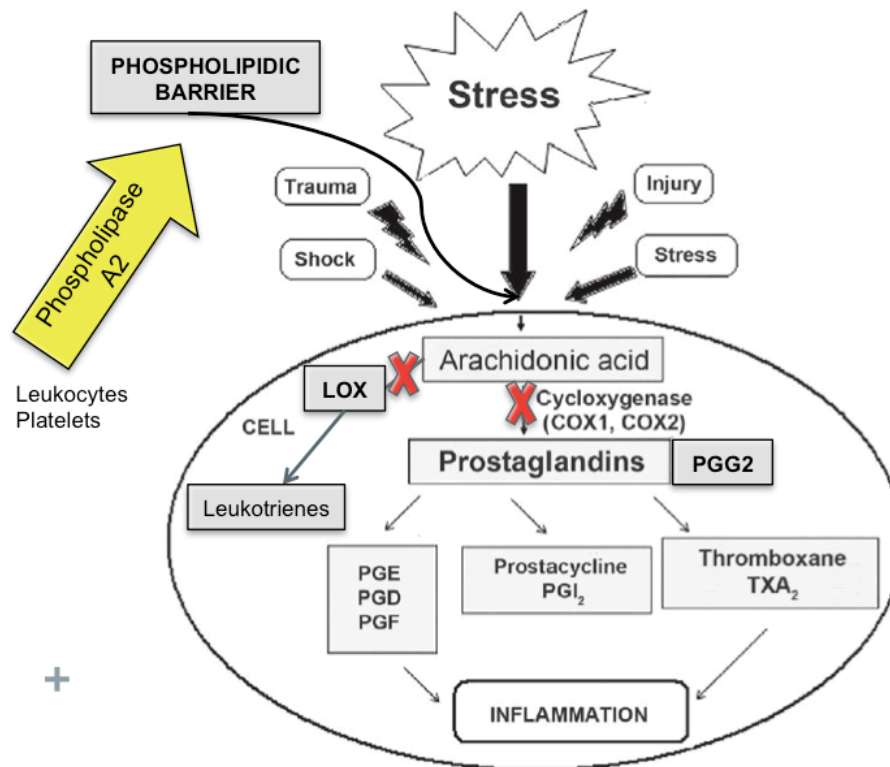 PHOSPHOLIPIDIC
BARRIER
Stress
Phospholipase
A2
Trauma
Injury
Shock
Stress
Leukocytes
Platelets
Arachidonic acid
LOX
Cycloxygenase
(COX1, COX2)
CELL
Prostaglandins
PGG2
Leukotrienes
PGE
PGD
PGF
Prostacycline
PGI₂
Thromboxane
TXA₂
+
INFLAMMATION